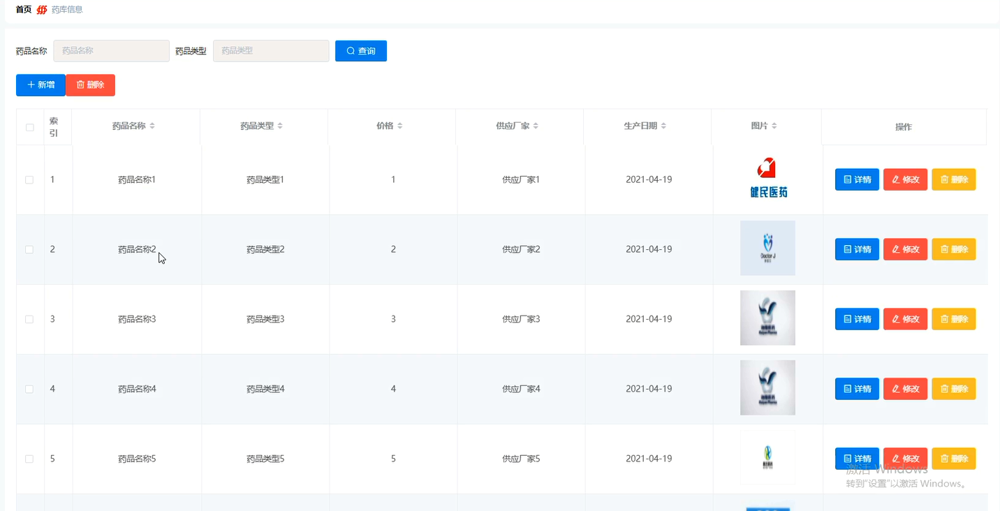 首页 药库信息
药品名称 药品名称 药品类型 药品类型 查询
新增 删除
索引 药品名称 药品类型 价格 供应厂家 生产日期 图片 操作
1 药品名称1 药品类型1 1 供应厂家1 2021-04-19 健民医药 详情 修改 删除
2 药品名称2 药品类型2 2 供应厂家2 2021-04-19 Doctor J 详情 修改 删除
3 药品名称3 药品类型3 3 供应厂家3 2021-04-19 详情 修改 删除
4 药品名称4 药品类型4 4 供应厂家4 2021-04-19 详情 修改 删除
5 药品名称5 药品类型5 5 供应厂家5 2021-04-19 详情 修改 删除
激活 Windows
转到"设置"以激活 Windows。